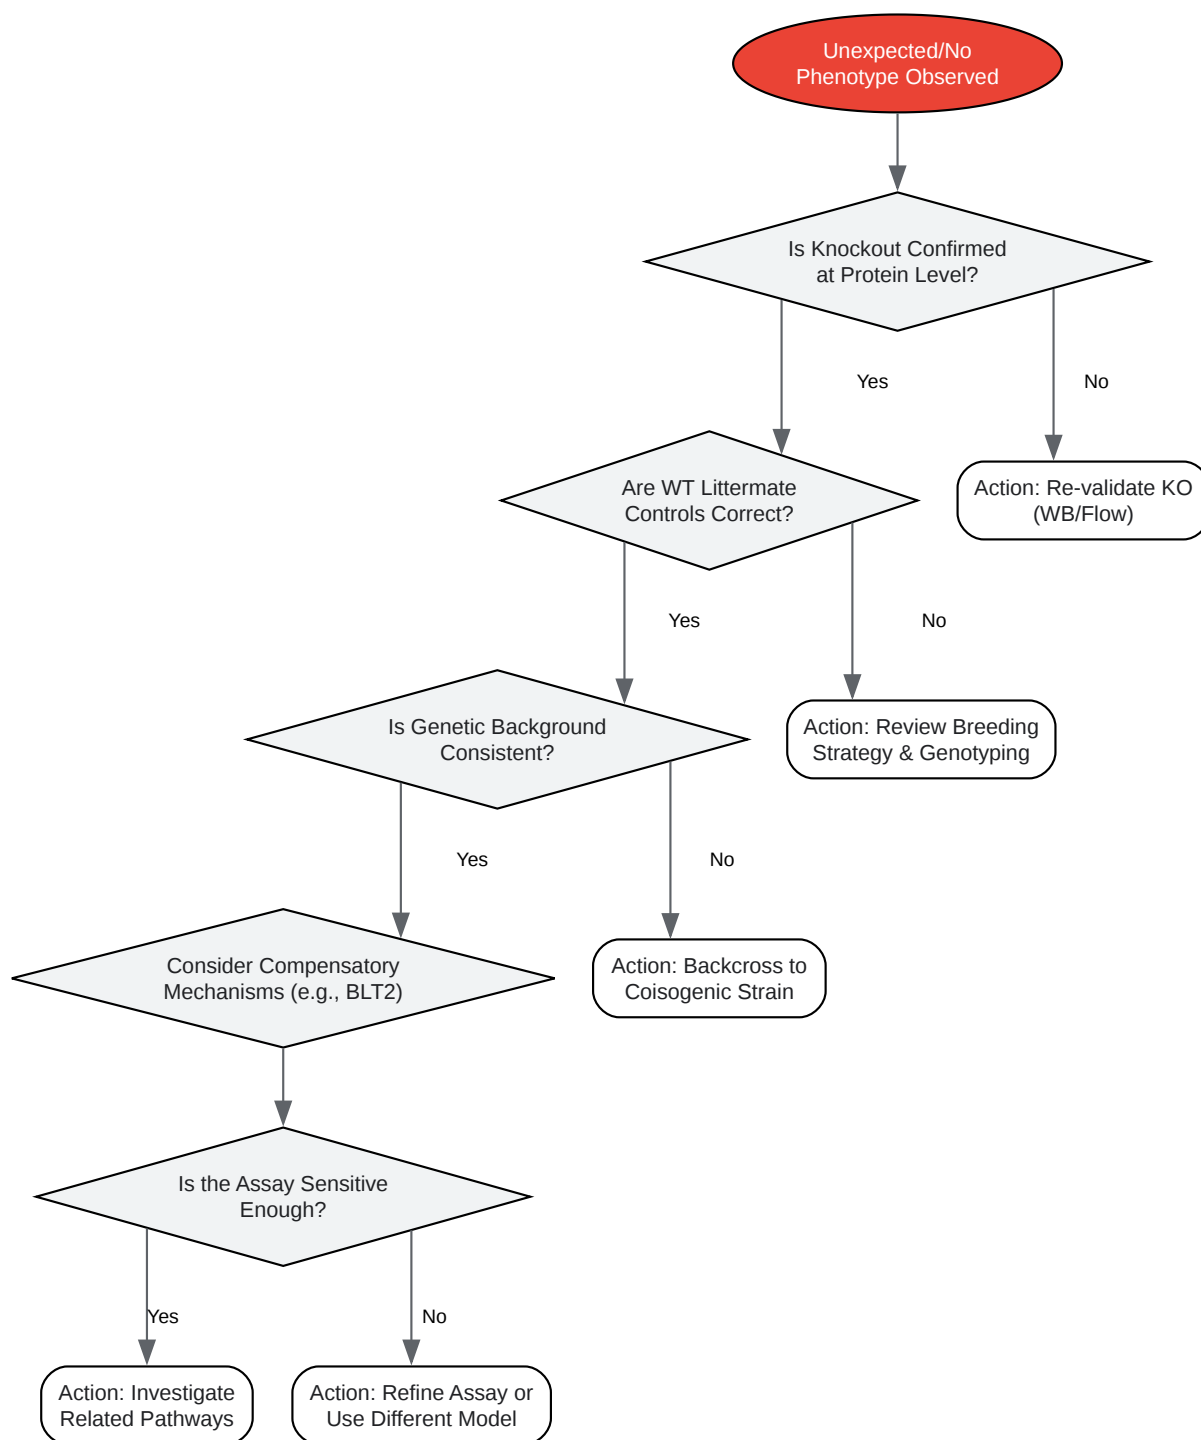 Unexpected/No
Phenotype Observed
Is Knockout Confirmed
at Protein Level?
Yes
No
Are WT Littermate
Controls Correct?
Action: Re-validate KO
(WB/Flow)
Yes
No
Is Genetic Background
Consistent?
Action: Review Breeding
Strategy & Genotyping
Yes
No
Consider Compensatory
Mechanisms (e.g., BLT2)
Action: Backcross to
Coisogenic Strain
Is the Assay Sensitive
Enough?
Yes
No
Action: Investigate
Related Pathways
Action: Refine Assay or
Use Different Model